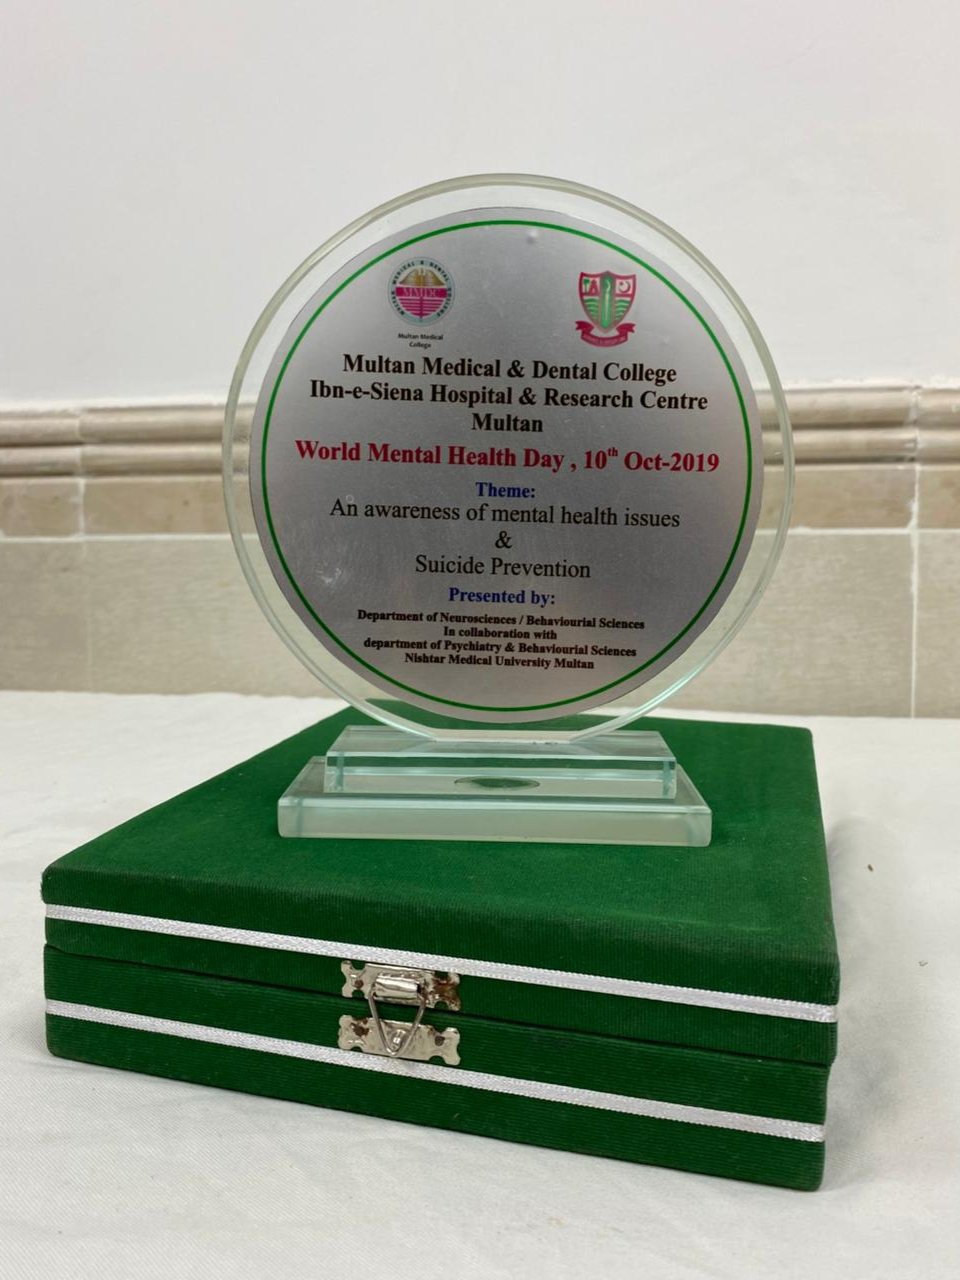 MMDC
Multan Medical
College
Multan Medical & Dental College
Ibn-e-Siena Hospital & Research Centre
Multan
World Mental Health Day , 10th Oct-2019
Theme:
An awareness of mental health issues
&
Suicide Prevention
Presented by:
Department of Neurosciences / Behaviourial Sciences
In collaboration with
department of Psychiatry & Behaviourial Sciences
Nishtar Medical University Multan